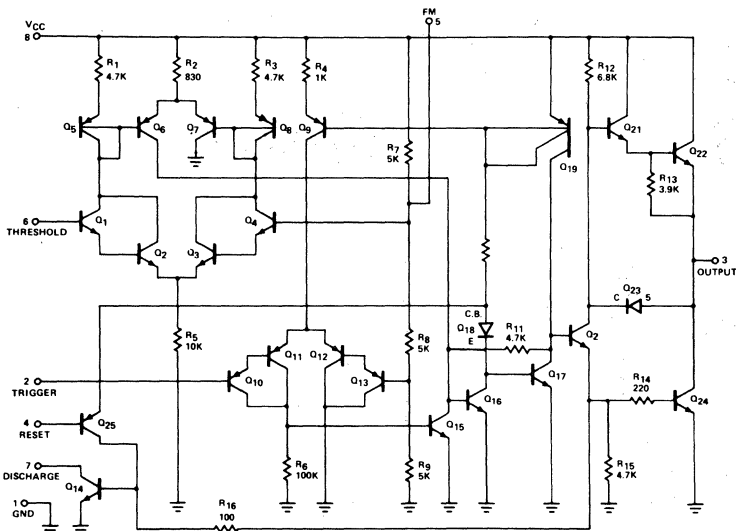 FM
5
VCC
8
R1
4.7K
R2
830
R3
4.7K
R4
1K
R12
6.8K
Q5
Q6
Q7
Q8
Q9
Q21
Q22
R7
5K
Q19
R13
3.9K
6
THRESHOLD
Q1
Q4
Q2
Q3
3
OUTPUT
Q23
C
5
C.B.
Q18
E
R11
4.7K
Q2
R5
10K
R8
5K
Q11
Q12
Q17
R14
220
2
TRIGGER
Q10
Q13
Q16
Q24
4
RESET
Q25
Q15
R6
100K
R9
5K
R15
4.7K
7
DISCHARGE
Q14
1
GND
R16
100